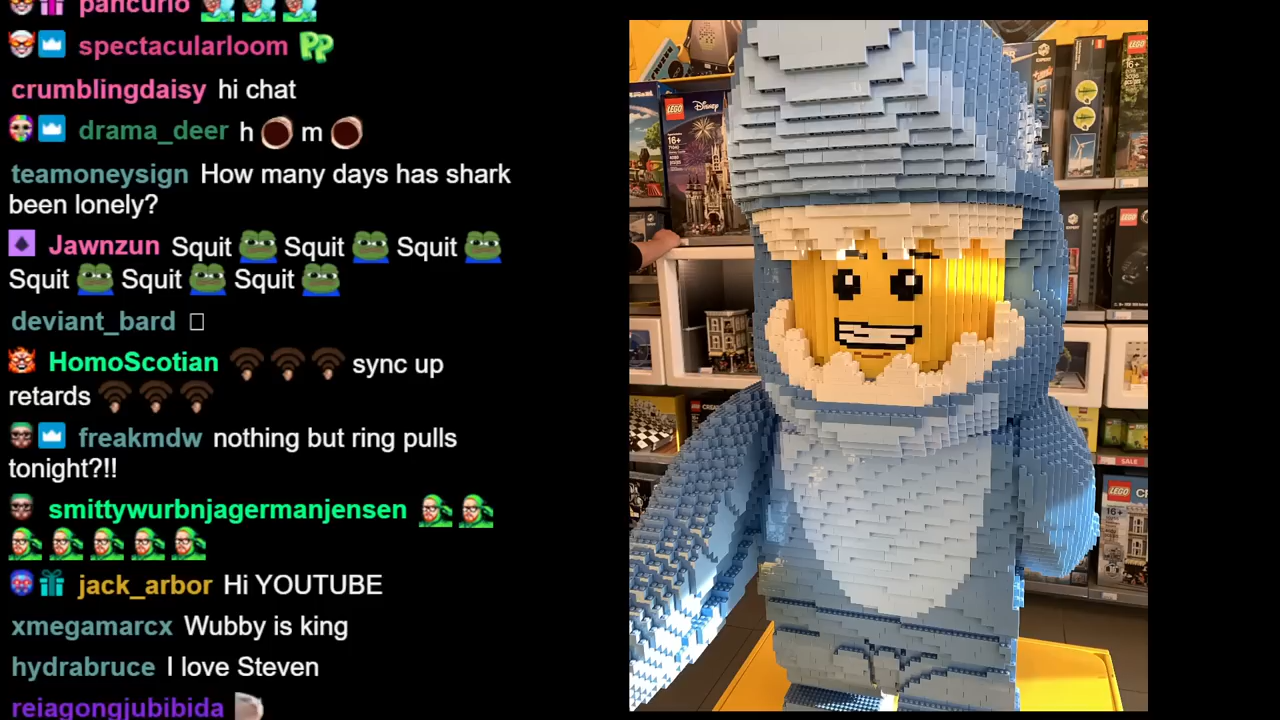 pancurio
spectacularloom PP
crumblingdaisy hi chat
drama_deer h m
teamoneysign How many days has shark
been lonely?
Jawnzun Squit Squit Squit
Squit Squit Squit
deviant_bard
HomoScotian sync up
retards
freakmdw nothing but ring pulls
tonight?!!
smittywurbnjagermanjensen
jack_arbor Hi YOUTUBE
xmegamarcx Wubby is king
hydrabruce I love Steven
reiagongjubibida
LEGO Disney
16+
LEGO
16+
LEGO
SALE
LEGO
16+